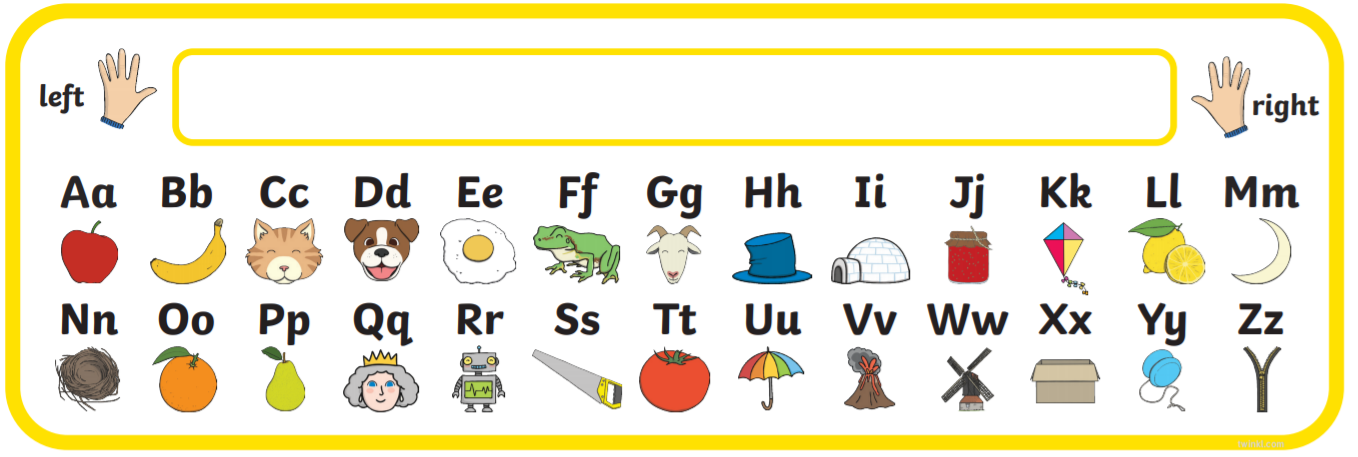 left
right
Aa Bb Cc Dd Ee Ff Gg Hh Ii Jj Kk Ll Mm
Nn Oo Pp Qq Rr Ss Tt Uu Vv Ww Xx Yy Zz